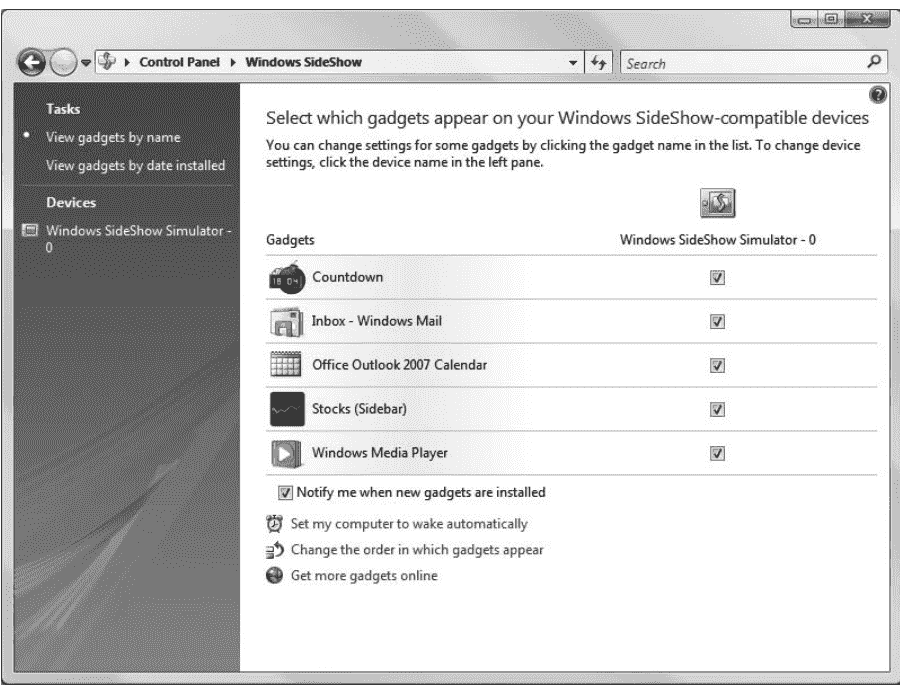 Control Panel Windows SideShow
Search
Tasks
View gadgets by name
View gadgets by date installed
Devices
Windows SideShow Simulator -
0
Select which gadgets appear on your Windows SideShow-compatible devices
You can change settings for some gadgets by clicking the gadget name in the list. To change device
settings, click the device name in the left pane.
Gadgets
Windows SideShow Simulator - 0
Countdown
Inbox - Windows Mail
Office Outlook 2007 Calendar
Stocks (Sidebar)
Windows Media Player
Notify me when new gadgets are installed
Set my computer to wake automatically
Change the order in which gadgets appear
Get more gadgets online